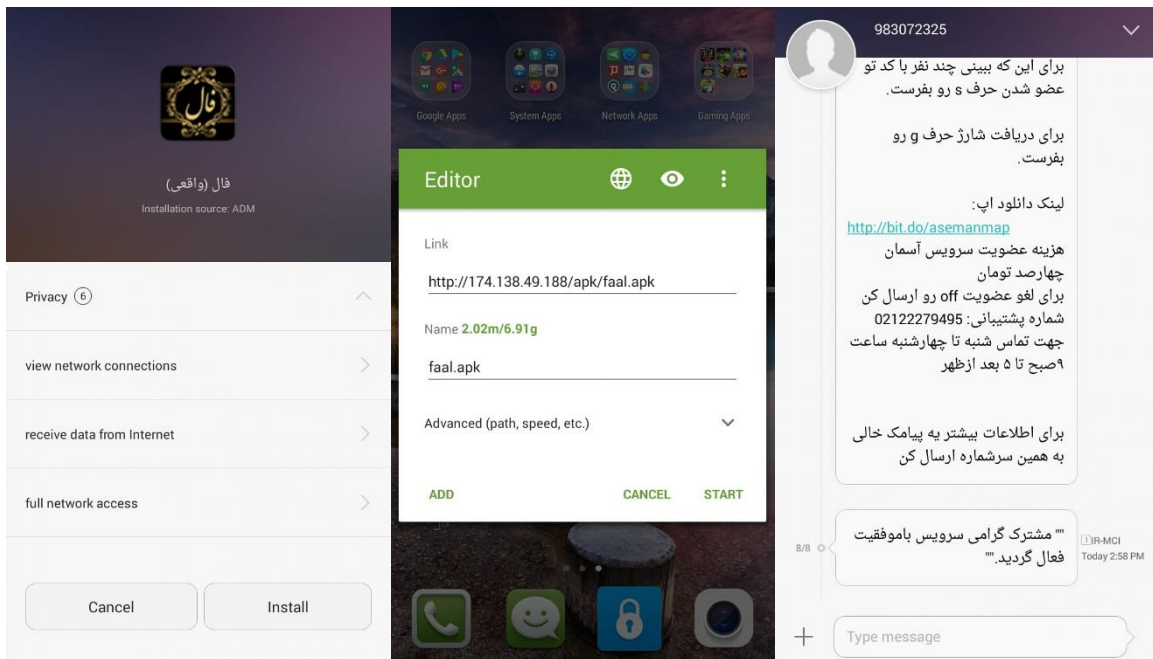 فال
فال (واقعی)
Installation source: ADM
Privacy 6
view network connections
receive data from Internet
full network access
Cancel
Install
Google Apps
System Apps
Network Apps
Gaming Apps
Editor
Link
http://174.138.49.188/apk/faal.apk
Name 2.02m/6.91g
faal.apk
Advanced (path, speed, etc.)
ADD
CANCEL
START
983072325
برای این که ببینی چند نفر با کد تو
عضو شدن حرف s رو بفرست.
برای دریافت شارژ حرف g رو
بفرست.
لینک دانلود اپ:
http://bit.do/asemanmap
هزینه عضویت سرویس آسمان
چهارصد تومان
برای لغو عضویت off رو ارسال کن
شماره پشتیبانی: 02122279495
جهت تماس شنبه تا چهارشنبه ساعت
۹صبح تا ۵ بعد ازظهر
برای اطلاعات بیشتر یه پیامک خالی
به همین سرشماره ارسال کن
"" مشترک گرامی سرویس باموفقیت
فعال گردید.""
8/8
1 IR-MCI
Today 2:58 PM
Type message